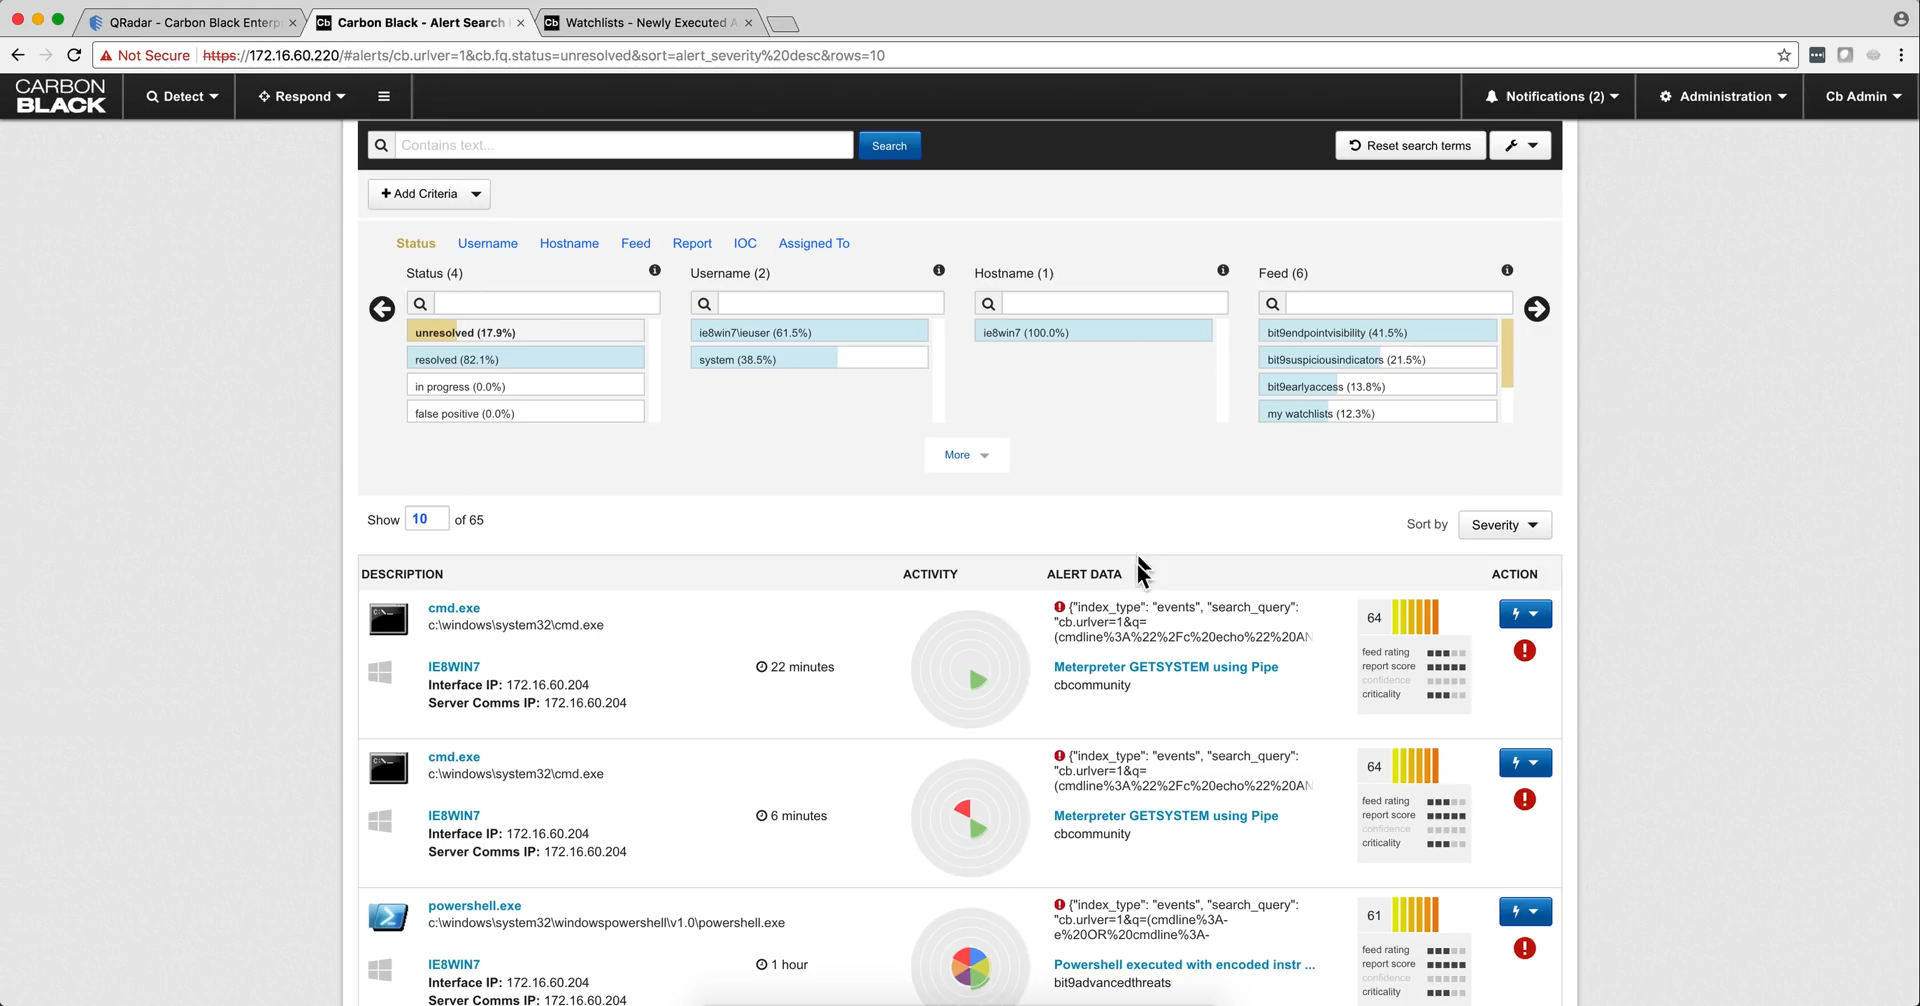 QRadar - Carbon Black Enterp
Carbon Black - Alert Search
Watchlists - Newly Executed A
Not Secure
https://172.16.60.220/#alerts/cb.urlver=1&cb.fq.status=unresolved&sort=alert_severity%20desc&rows=10
CARBON
BLACK
Detect
Respond
Notifications (2)
Administration
Cb Admin
Contains text...
Search
Reset search terms
+ Add Criteria
Status
Username
Hostname
Feed
Report
IOC
Assigned To
Status (4)
Username (2)
Hostname (1)
Feed (6)
unresolved (17.9%)
ie8win7\ieuser (61.5%)
ie8win7 (100.0%)
bit9endpointvisibility (41.5%)
resolved (82.1%)
system (38.5%)
bit9suspiciousindicators (21.5%)
in progress (0.0%)
bit9earlyaccess (13.8%)
false positive (0.0%)
my watchlists (12.3%)
More
Show 10 of 65
Sort by Severity
DESCRIPTION
ACTIVITY
ALERT DATA
ACTION
cmd.exe
c:\windows\system32\cmd.exe
IE8WIN7
Interface IP: 172.16.60.204
Server Comms IP: 172.16.60.204
22 minutes
{"index_type": "events", "search_query":
"cb.urlver=1&q=
(cmdline%3A%22%2Fc%20echo%22%20AN
Meterpreter GETSYSTEM using Pipe
cbcommunity
64
feed rating
report score
confidence
criticality
cmd.exe
c:\windows\system32\cmd.exe
IE8WIN7
Interface IP: 172.16.60.204
Server Comms IP: 172.16.60.204
6 minutes
{"index_type": "events", "search_query":
"cb.urlver=1&q=
(cmdline%3A%22%2Fc%20echo%22%20AN
Meterpreter GETSYSTEM using Pipe
cbcommunity
64
feed rating
report score
confidence
criticality
powershell.exe
c:\windows\system32\windowspowershell\v1.0\powershell.exe
IE8WIN7
Interface IP: 172.16.60.204
Server Comms IP: 172.16.60.204
1 hour
{"index_type": "events", "search_query":
"cb.urlver=1&q=(cmdline%3A-
e%20OR%20cmdline%3A-
Powershell executed with encoded instr ...
bit9advancedthreats
61
feed rating
report score
confidence
criticality